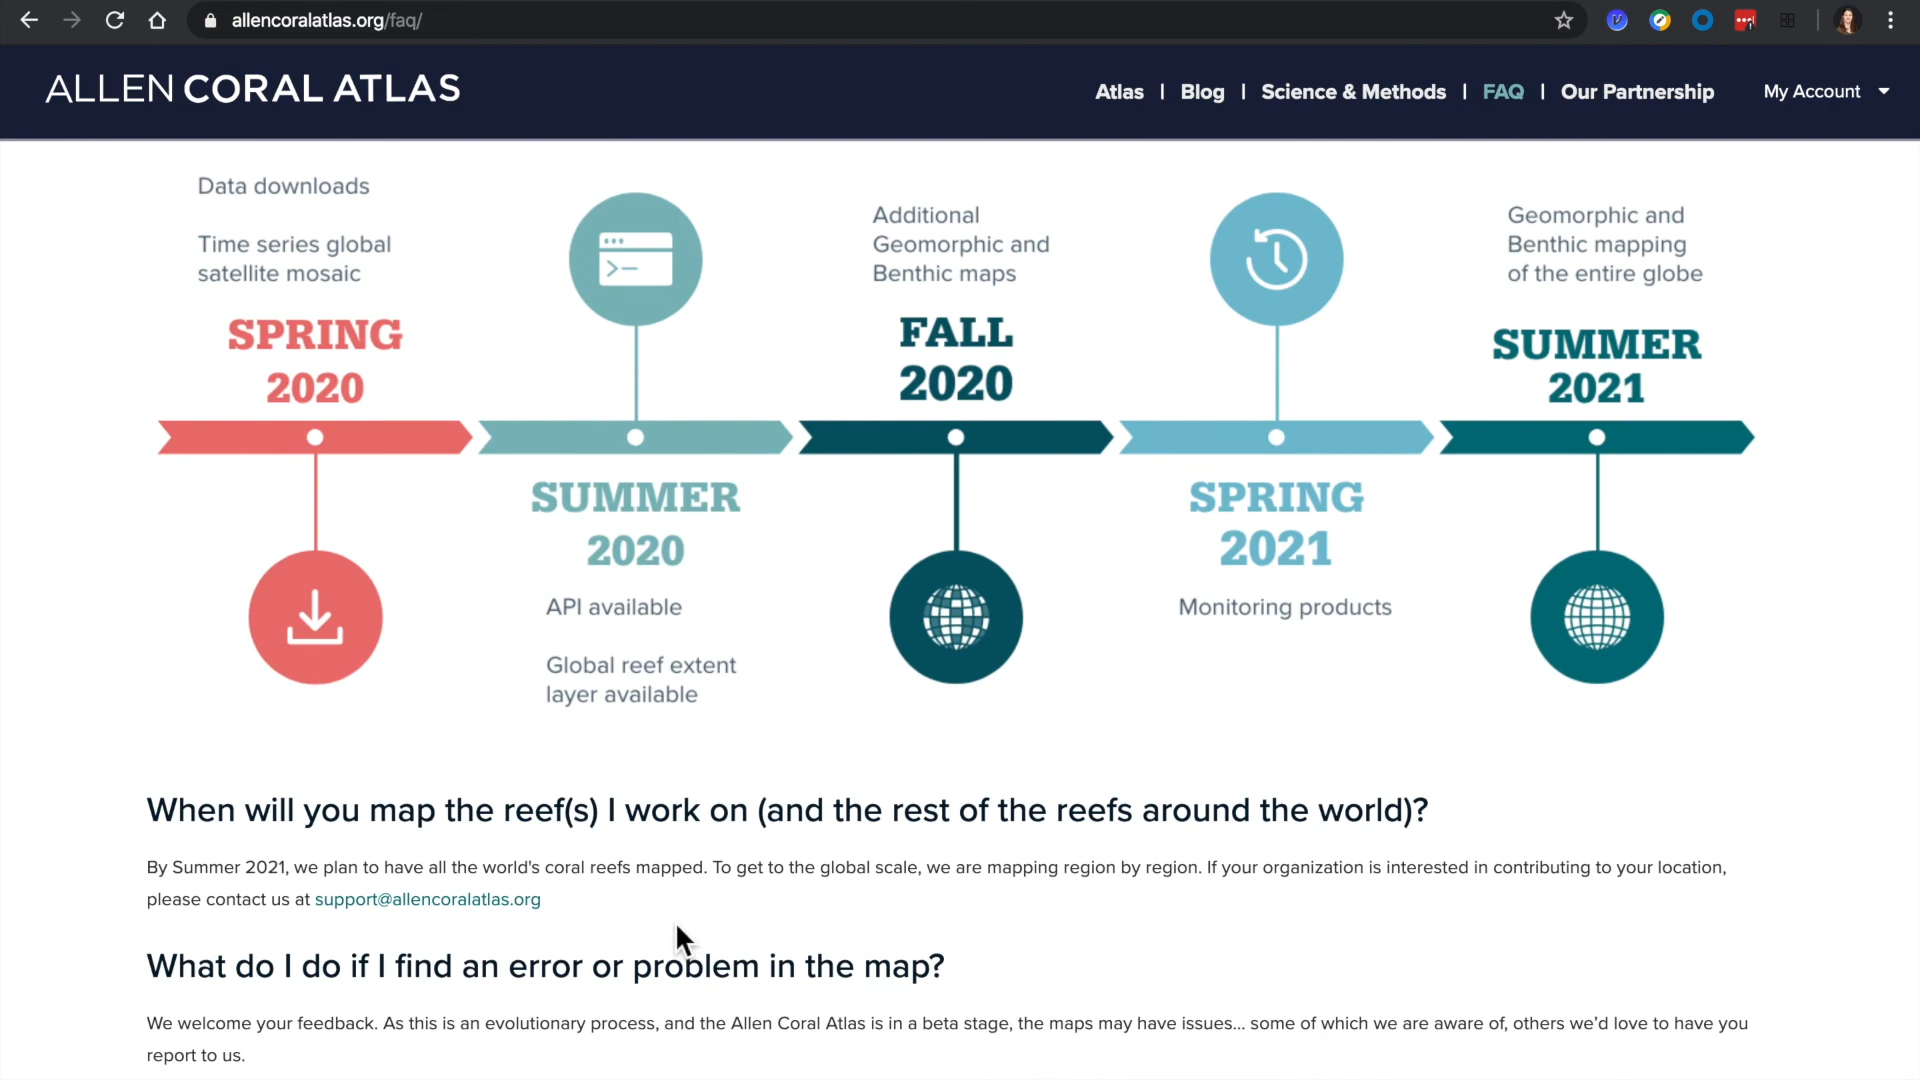 allencoralatlas.org/faq/
ALLEN CORAL ATLAS
Atlas | Blog | Science & Methods | FAQ | Our Partnership
My Account
Data downloads
Time series global
satellite mosaic
SPRING
2020
SUMMER
2020
API available
Global reef extent
layer available
Additional
Geomorphic and
Benthic maps
FALL
2020
SPRING
2021
Monitoring products
Geomorphic and
Benthic mapping
of the entire globe
SUMMER
2021
When will you map the reef(s) I work on (and the rest of the reefs around the world)?
By Summer 2021, we plan to have all the world's coral reefs mapped. To get to the global scale, we are mapping region by region. If your organization is interested in contributing to your location,
please contact us at support@allencoralatlas.org
What do I do if I find an error or problem in the map?
We welcome your feedback. As this is an evolutionary process, and the Allen Coral Atlas is in a beta stage, the maps may have issues... some of which we are aware of, others we'd love to have you
report to us.